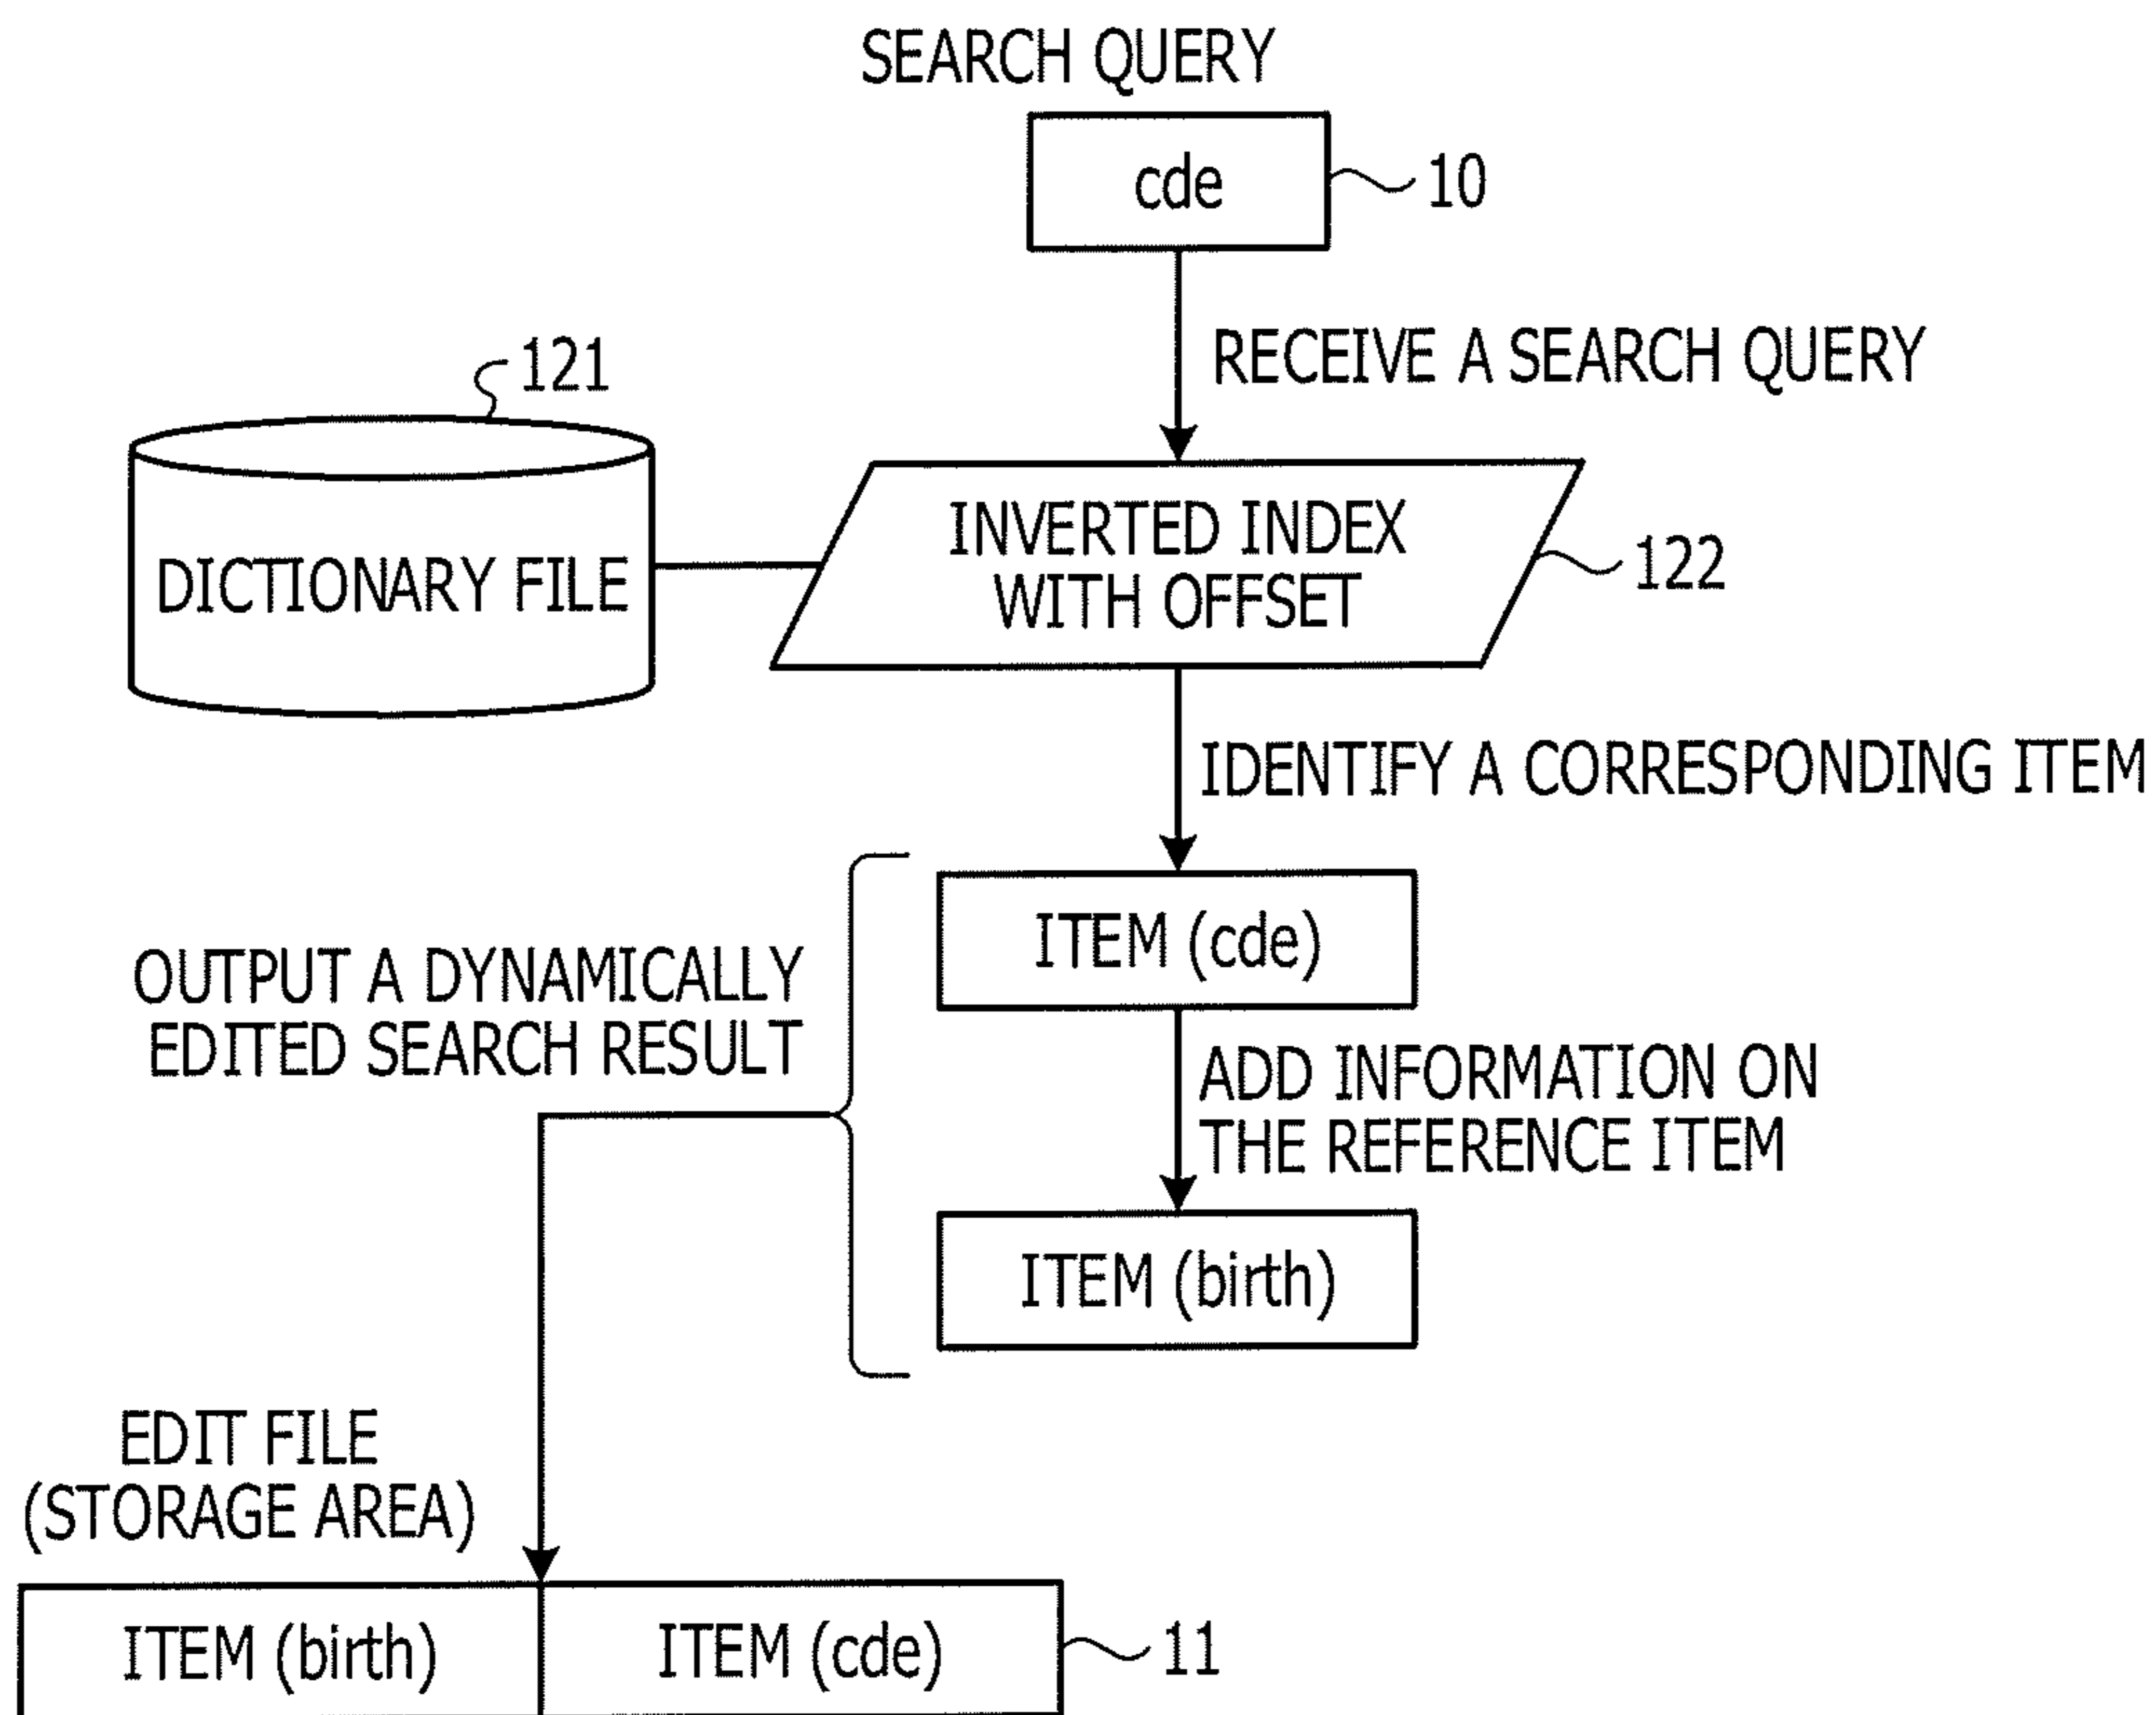 SEARCH QUERY
cde
10
RECEIVE A SEARCH QUERY
121
DICTIONARY FILE
INVERTED INDEX
WITH OFFSET
122
IDENTIFY A CORRESPONDING ITEM
ITEM (cde)
OUTPUT A DYNAMICALLY
EDITED SEARCH RESULT
ADD INFORMATION ON
THE REFERENCE ITEM
ITEM (birth)
EDIT FILE
(STORAGE AREA)
ITEM (birth)
ITEM (cde)
11